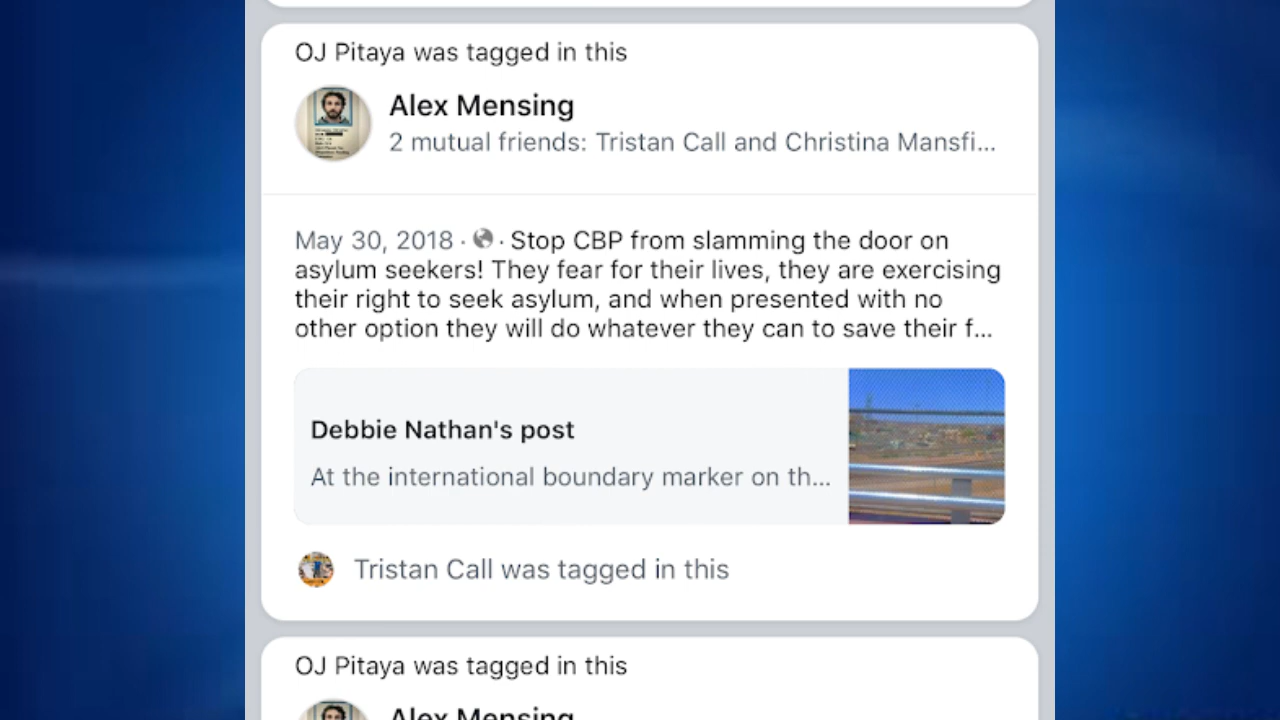 OJ Pitaya was tagged in this
Alex Mensing
2 mutual friends: Tristan Call and Christina Mansfi...
May 30, 2018 · · Stop CBP from slamming the door on
asylum seekers! They fear for their lives, they are exercising
their right to seek asylum, and when presented with no
other option they will do whatever they can to save their f...
Debbie Nathan's post
At the international boundary marker on th...
Tristan Call was tagged in this
OJ Pitaya was tagged in this
Alex Mensing